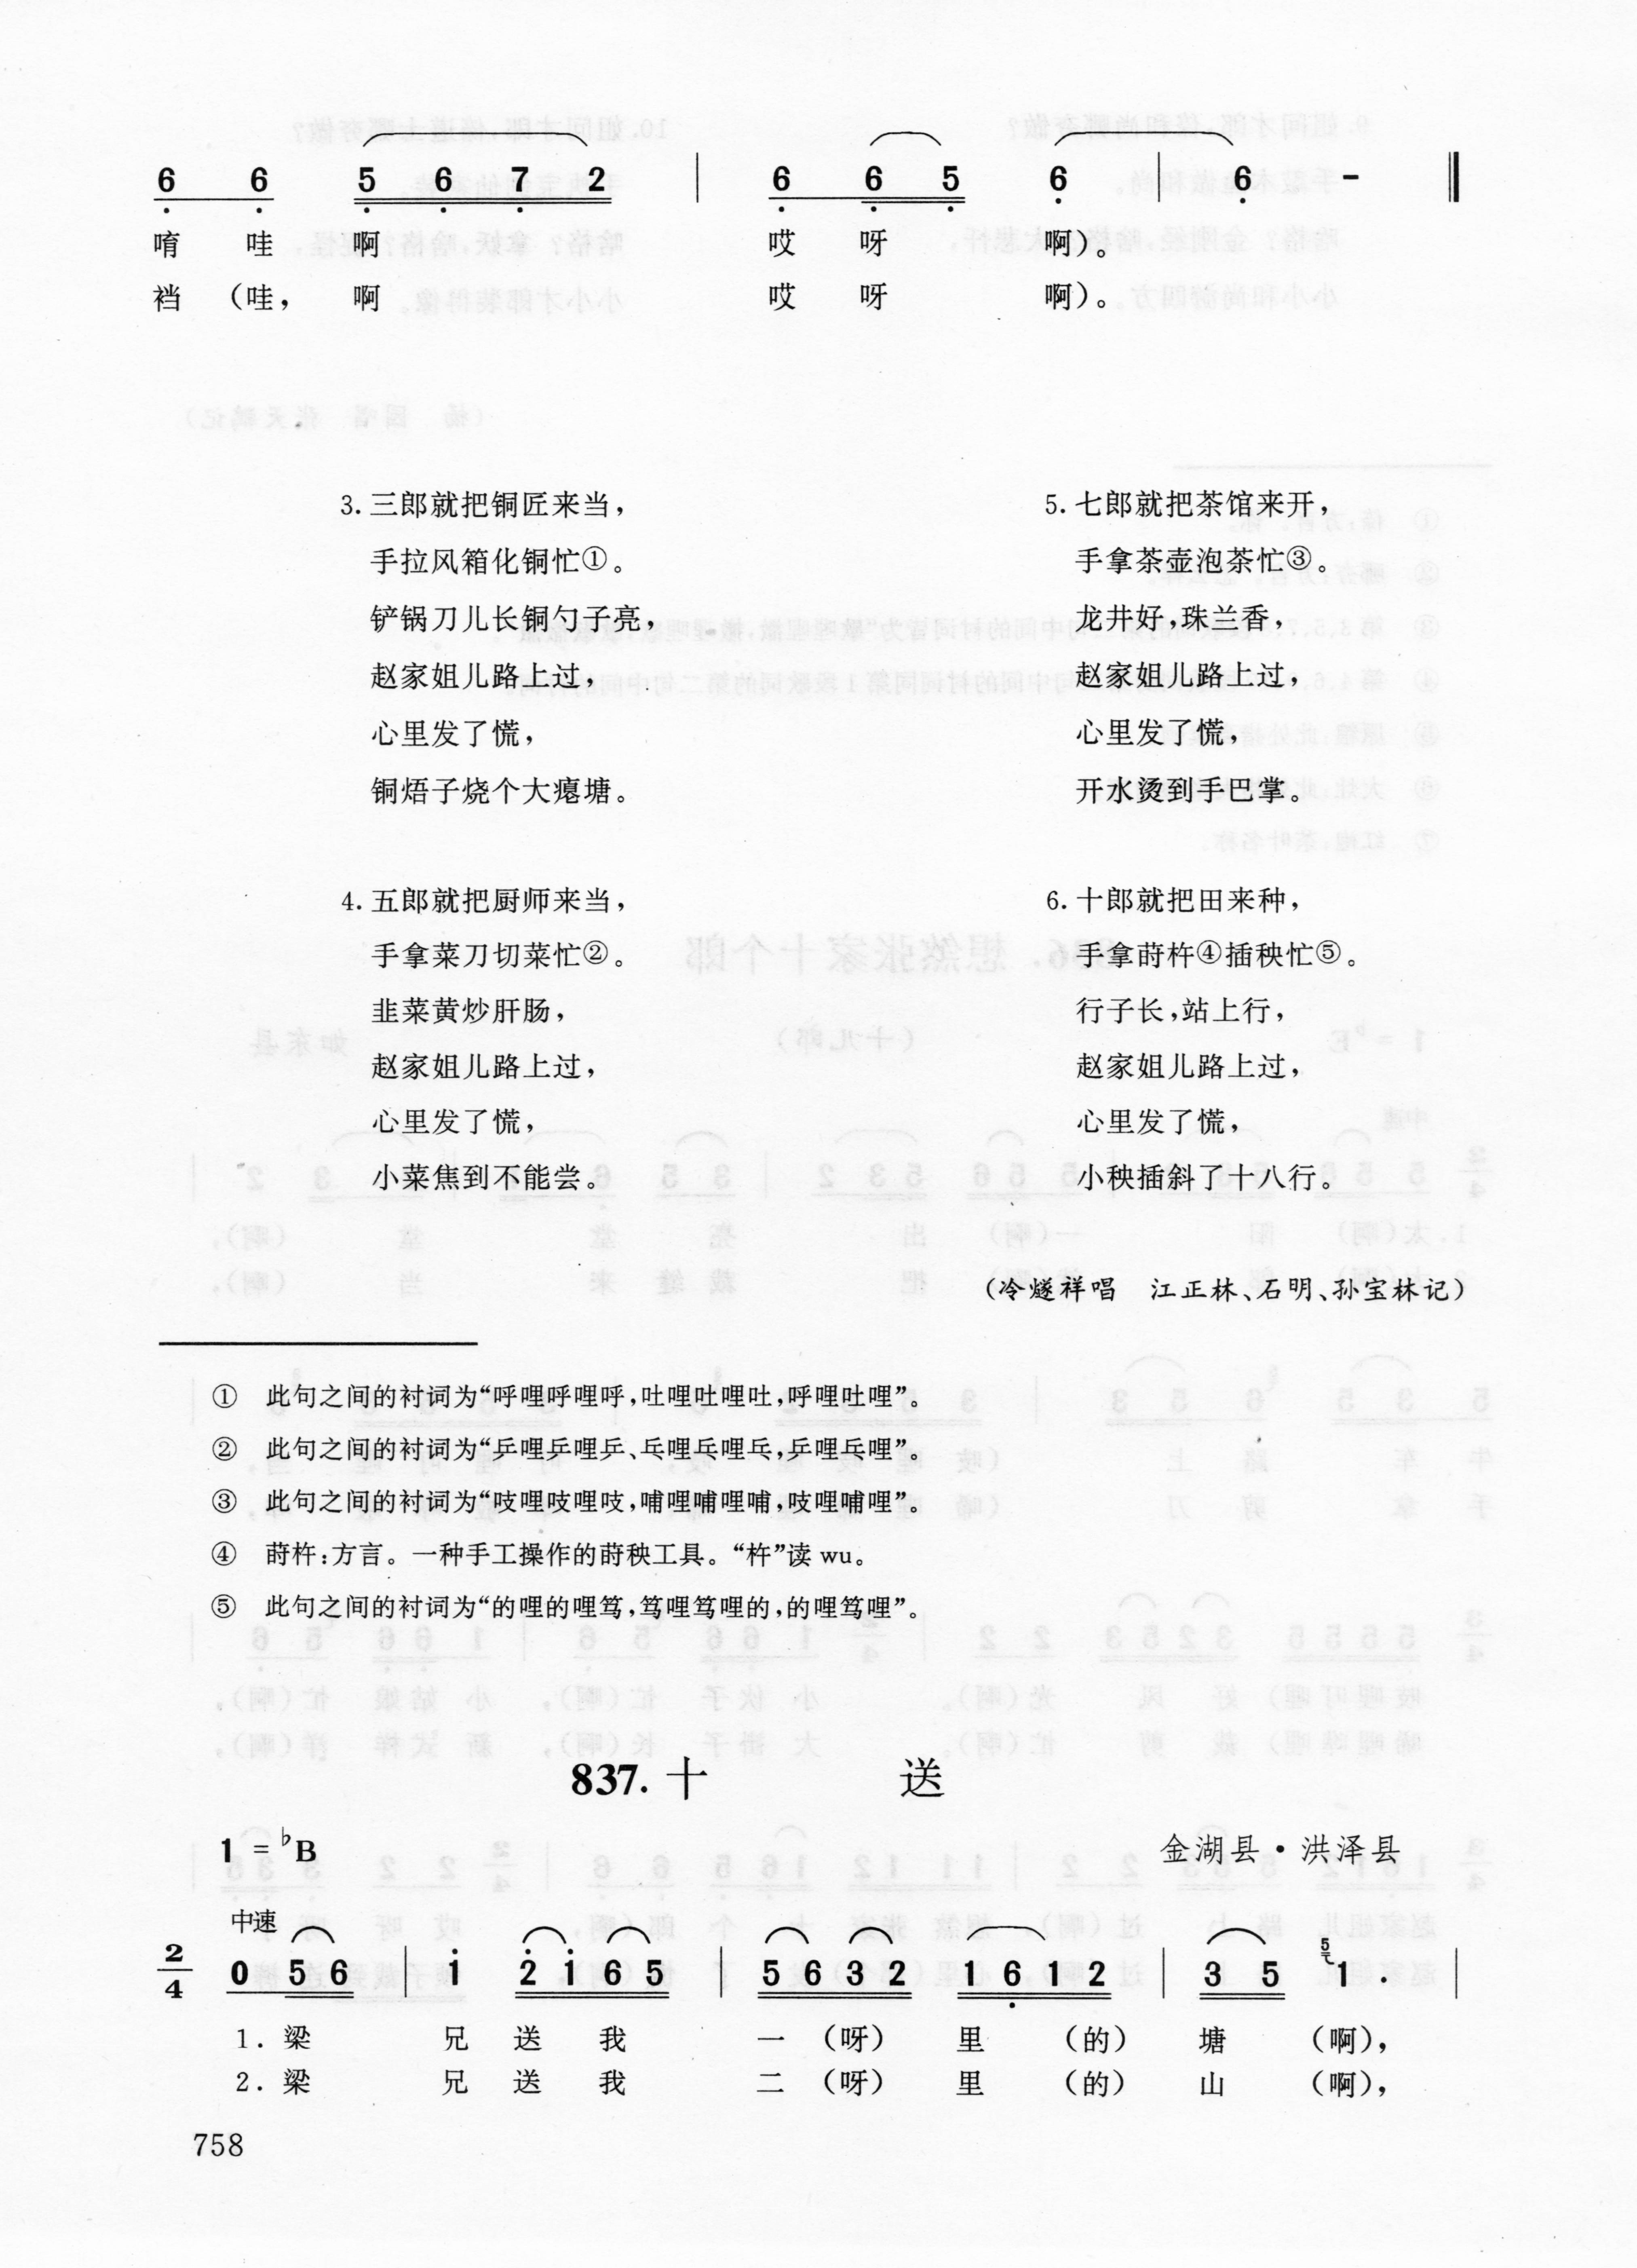 6 6 5 6 7 2 | 6 6 5 6 | 6 - ‖
唷 哇 啊 哎 呀 啊)。
裆 (哇, 啊 哎 呀 啊)。
3. 三郎就把铜匠来当,
手拉风箱化铜忙①。
铲锅刀儿长铜勺子亮,
赵家姐儿路上过,
心里发了慌,
铜焐子烧个大瘪塘。
4. 五郎就把厨师来当,
手拿菜刀切菜忙②。
韭菜黄炒肝肠,
赵家姐儿路上过,
心里发了慌,
小菜焦到不能尝。
5. 七郎就把茶馆来开,
手拿茶壶泡茶忙③。
龙井好,珠兰香,
赵家姐儿路上过,
心里发了慌,
开水烫到手巴掌。
6. 十郎就把田来种,
手拿莳杵④插秧忙⑤。
行子长,站上行,
赵家姐儿路上过,
心里发了慌,
小秧插斜了十八行。
(冷燧祥唱 江正林、石明、孙宝林记)
① 此句之间的衬词为“呼哩呼哩呼,吐哩吐哩吐,呼哩吐哩”。
② 此句之间的衬词为“乒哩乒哩乒、乓哩乓哩乓,乒哩乓哩”。
③ 此句之间的衬词为“吱哩吱哩吱,哺哩哺哩哺,吱哩哺哩”。
④ 莳杵:方言。一种手工操作的莳秧工具。“杵”读 wu。
⑤ 此句之间的衬词为“的哩的哩笃,笃哩笃哩的,的哩笃哩”。
837. 十 送
1 = ♭B 金湖县·洪泽县
中速
2/4 0 5 6 | i 2 i 6 5 | 5 6 3 2 1 6 1 2 | 3 5 5 1 · |
1. 梁 兄 送 我 一 (呀) 里 (的) 塘 (啊),
2. 梁 兄 送 我 二 (呀) 里 (的) 山 (啊),
758